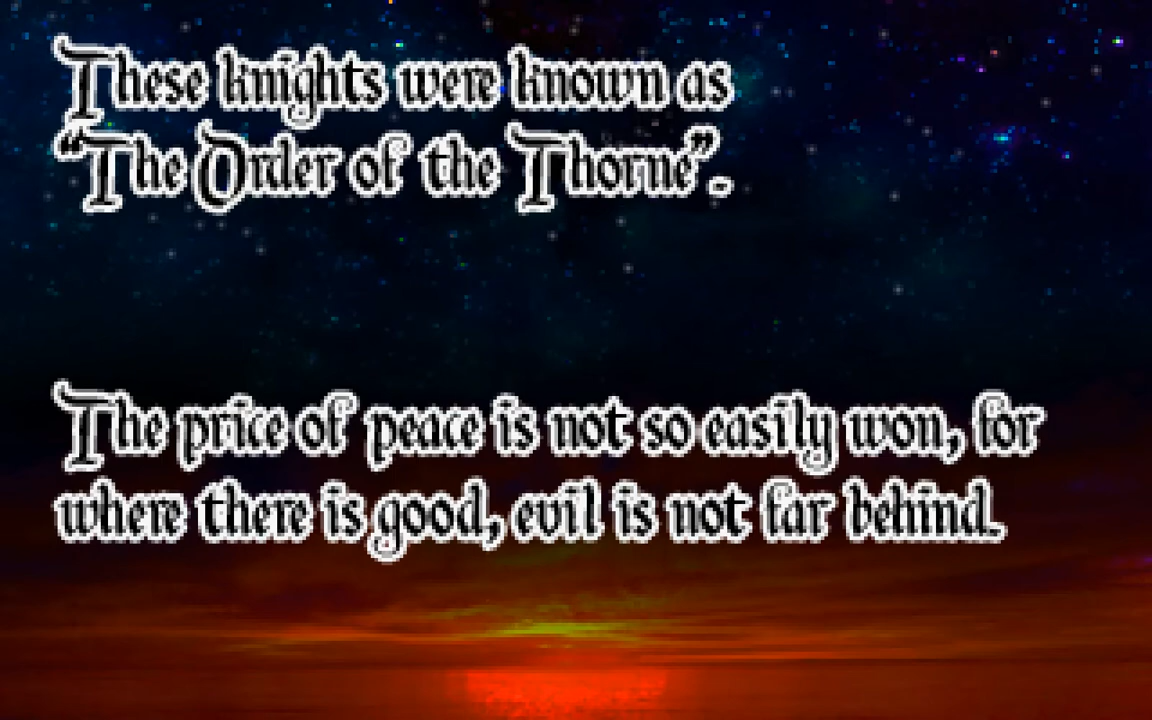 These knights were known as
“The Order of the Thorne”.
The price of peace is not so easily won, for
where there is good, evil is not far behind.